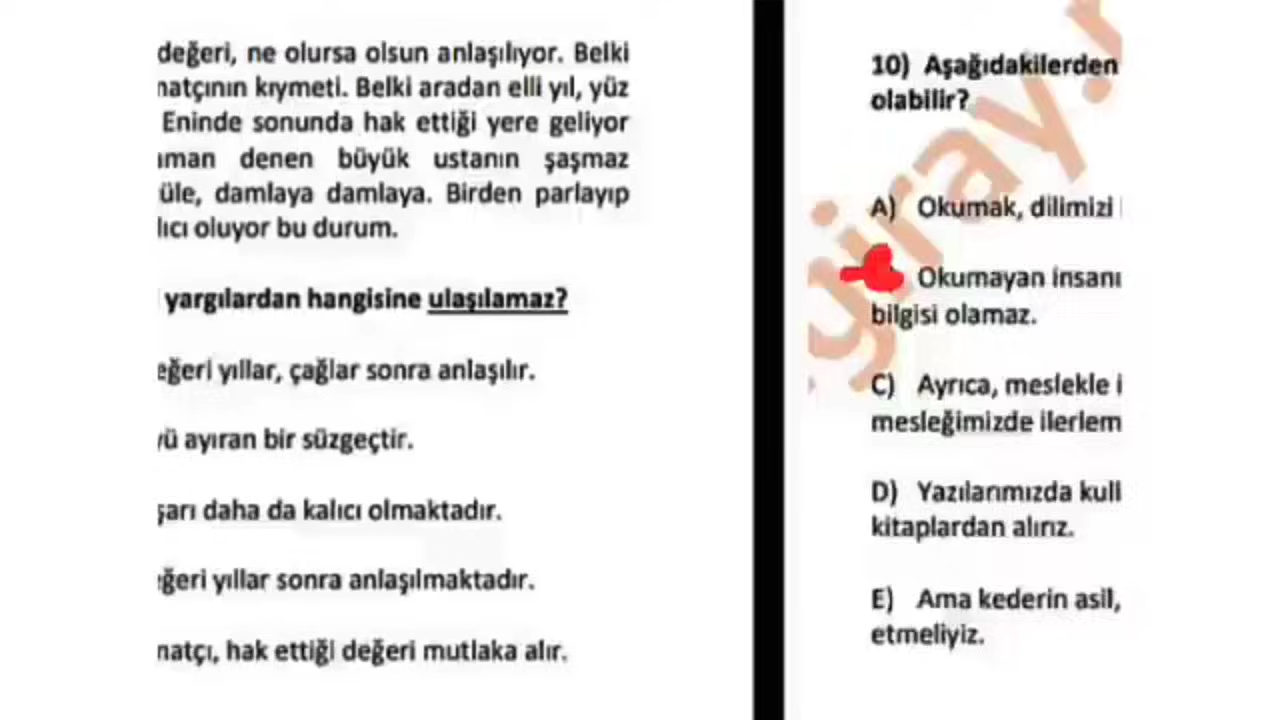 değeri, ne olursa olsun anlaşılıyor. Belki
natçının kıymeti. Belki aradan elli yıl, yüz
Eninde sonunda hak ettiği yere geliyor
man denen büyük ustanın şaşmaz
üle, damlaya damlaya. Birden parlayıp
lıcı oluyor bu durum.
yargılardan hangisine ulaşılamaz?
eğeri yıllar, çağlar sonra anlaşılır.
yü ayıran bir süzgeçtir.
şarı daha da kalıcı olmaktadır.
ğeri yıllar sonra anlaşılmaktadır.
natçı, hak ettiği değeri mutlaka alır.
10) Aşağıdakilerden
olabilir?
A) Okumak, dilimizi
Okumayan insanı
bilgisi olamaz.
C) Ayrıca, meslekle i
mesleğimizde ilerlem
D) Yazılarımızda kull
kitaplardan alırız.
E) Ama kederin asil,
etmeliyiz.
giray.